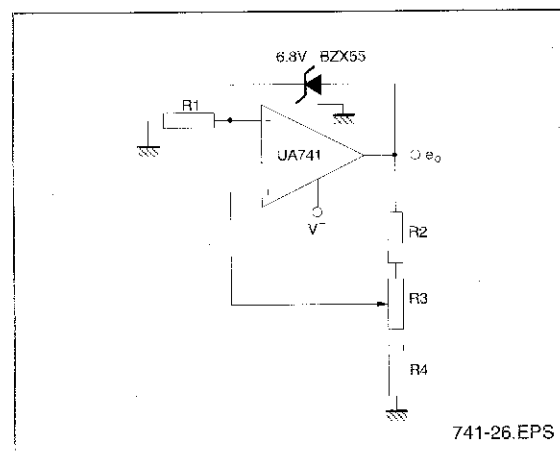 6.8V BZX55
R1
−
UA741
+
e₀
V⁻
R2
R3
R4
741-26.EPS